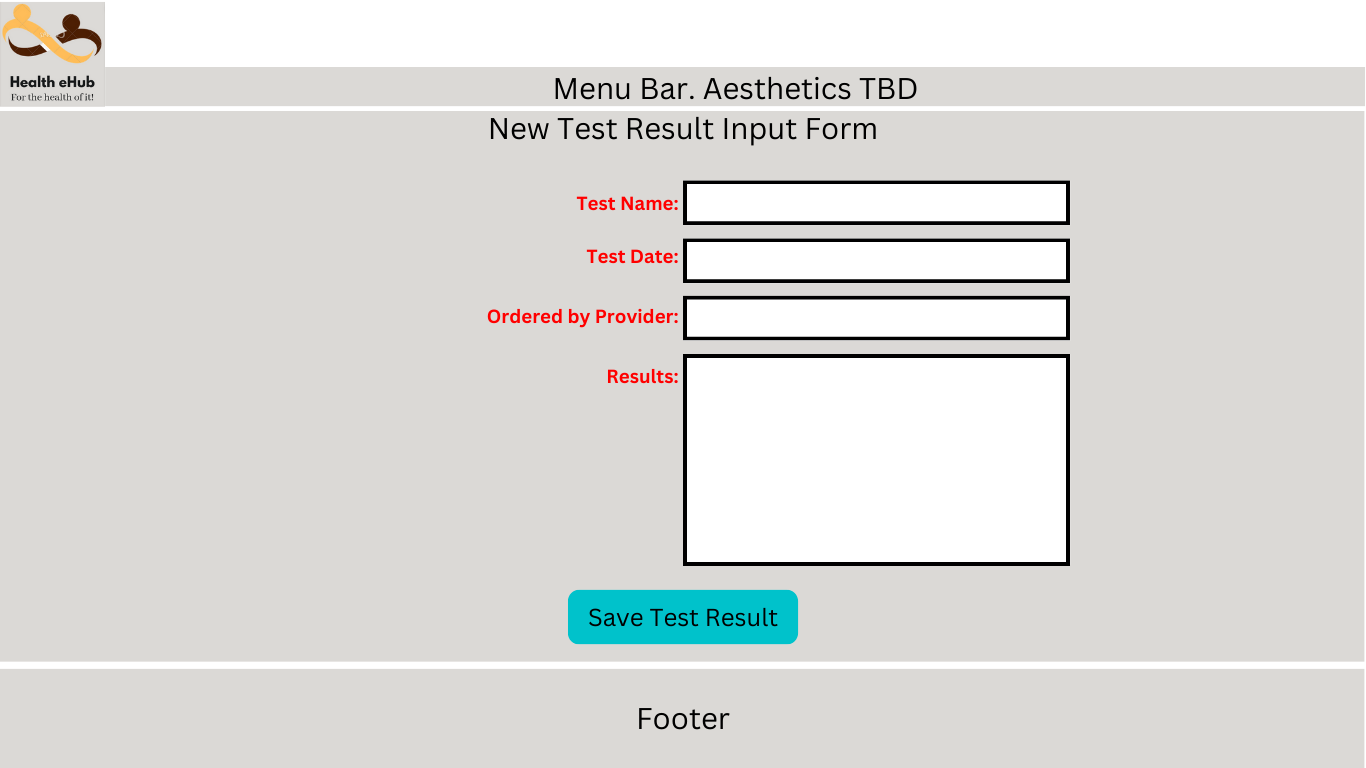 Health eHub
For the health of it!
Menu Bar. Aesthetics TBD
New Test Result Input Form
Test Name:
Test Date:
Ordered by Provider:
Results:
Save Test Result
Footer